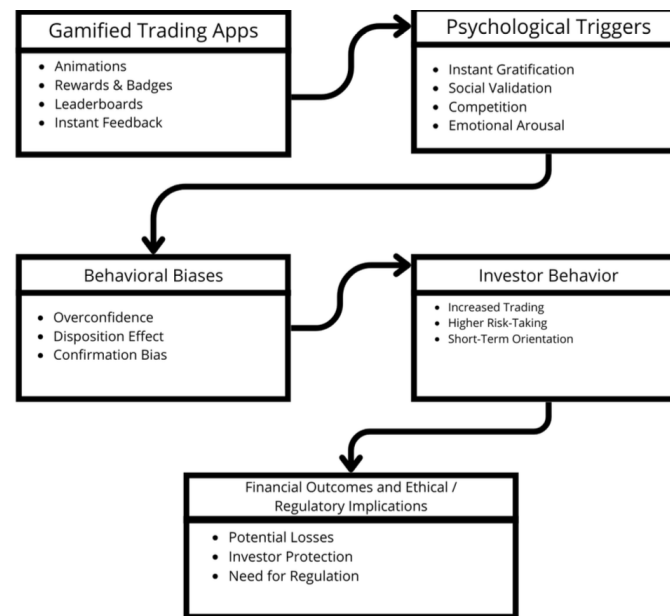 Gamified Trading Apps
• Animations
• Rewards & Badges
• Leaderboards
• Instant Feedback
Psychological Triggers
• Instant Gratification
• Social Validation
• Competition
• Emotional Arousal
Behavioral Biases
• Overconfidence
• Disposition Effect
• Confirmation Bias
Investor Behavior
• Increased Trading
• Higher Risk-Taking
• Short-Term Orientation
Financial Outcomes and Ethical /
Regulatory Implications
• Potential Losses
• Investor Protection
• Need for Regulation